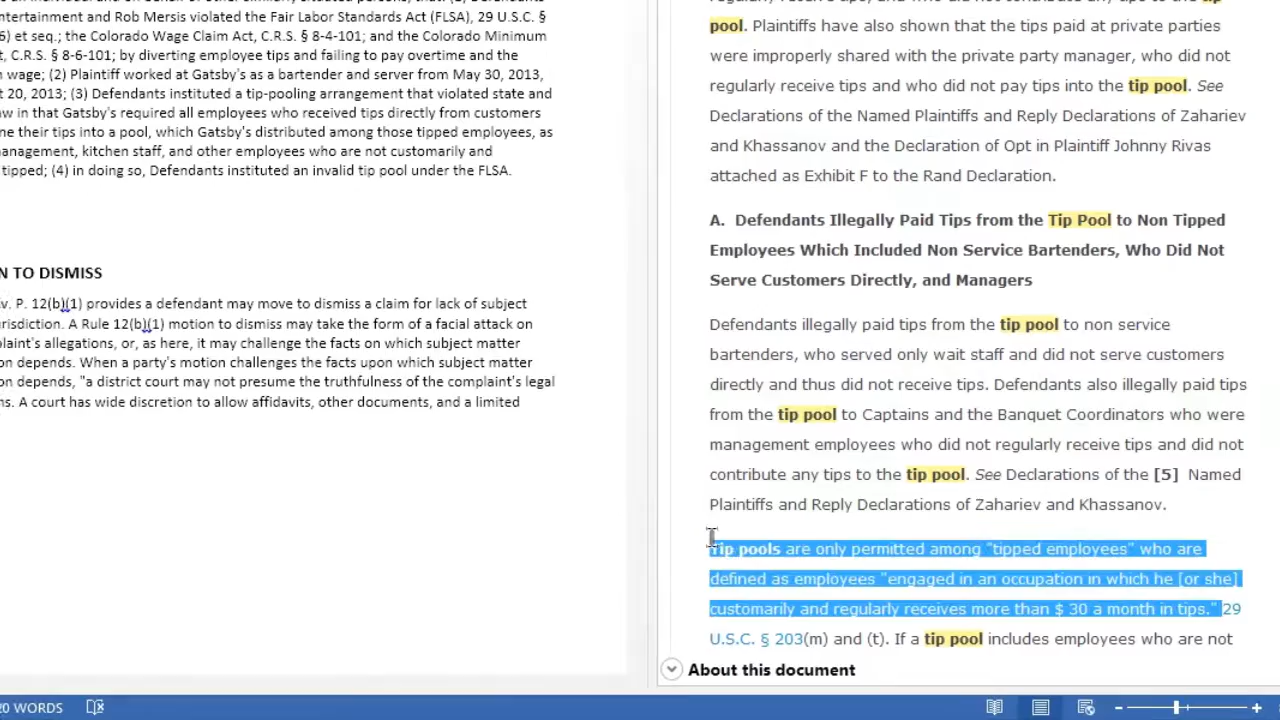 ntertainment and Rob Mersis violated the Fair Labor Standards Act (FLSA), 29 U.S.C. §
6) et seq.; the Colorado Wage Claim Act, C.R.S. § 8-4-101; and the Colorado Minimum
t, C.R.S. § 8-6-101; by diverting employee tips and failing to pay overtime and the
n wage; (2) Plaintiff worked at Gatsby's as a bartender and server from May 30, 2013,
t 20, 2013; (3) Defendants instituted a tip-pooling arrangement that violated state and
aw in that Gatsby's required all employees who received tips directly from customers
ne their tips into a pool, which Gatsby's distributed among those tipped employees, as
anagement, kitchen staff, and other employees who are not customarily and
tipped; (4) in doing so, Defendants instituted an invalid tip pool under the FLSA.
N TO DISMISS
v. P. 12(b)(1) provides a defendant may move to dismiss a claim for lack of subject
risdiction. A Rule 12(b)(1) motion to dismiss may take the form of a facial attack on
plaint's allegations, or, as here, it may challenge the facts on which subject matter
on depends. When a party's motion challenges the facts upon which subject matter
on depends, "a district court may not presume the truthfulness of the complaint's legal
ns. A court has wide discretion to allow affidavits, other documents, and a limited
pool. Plaintiffs have also shown that the tips paid at private parties
were improperly shared with the private party manager, who did not
regularly receive tips and who did not pay tips into the tip pool. See
Declarations of the Named Plaintiffs and Reply Declarations of Zahariev
and Khassanov and the Declaration of Opt in Plaintiff Johnny Rivas
attached as Exhibit F to the Rand Declaration.
A. Defendants Illegally Paid Tips from the Tip Pool to Non Tipped
Employees Which Included Non Service Bartenders, Who Did Not
Serve Customers Directly, and Managers
Defendants illegally paid tips from the tip pool to non service
bartenders, who served only wait staff and did not serve customers
directly and thus did not receive tips. Defendants also illegally paid tips
from the tip pool to Captains and the Banquet Coordinators who were
management employees who did not regularly receive tips and did not
contribute any tips to the tip pool. See Declarations of the [5] Named
Plaintiffs and Reply Declarations of Zahariev and Khassanov.
Tip pools are only permitted among "tipped employees" who are
defined as employees "engaged in an occupation in which he [or she]
customarily and regularly receives more than $ 30 a month in tips." 29
U.S.C. § 203(m) and (t). If a tip pool includes employees who are not
About this document
20 WORDS